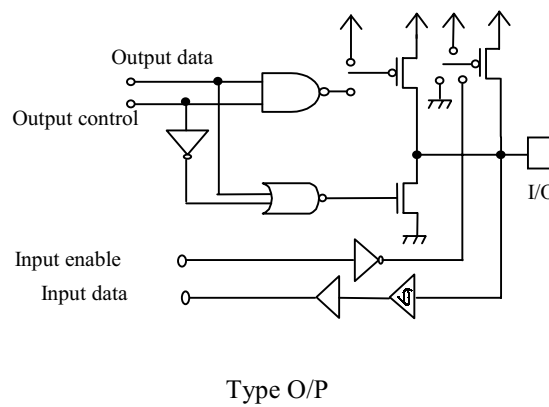 Output data
Output control
I/O
Input enable
Input data
Type O/P